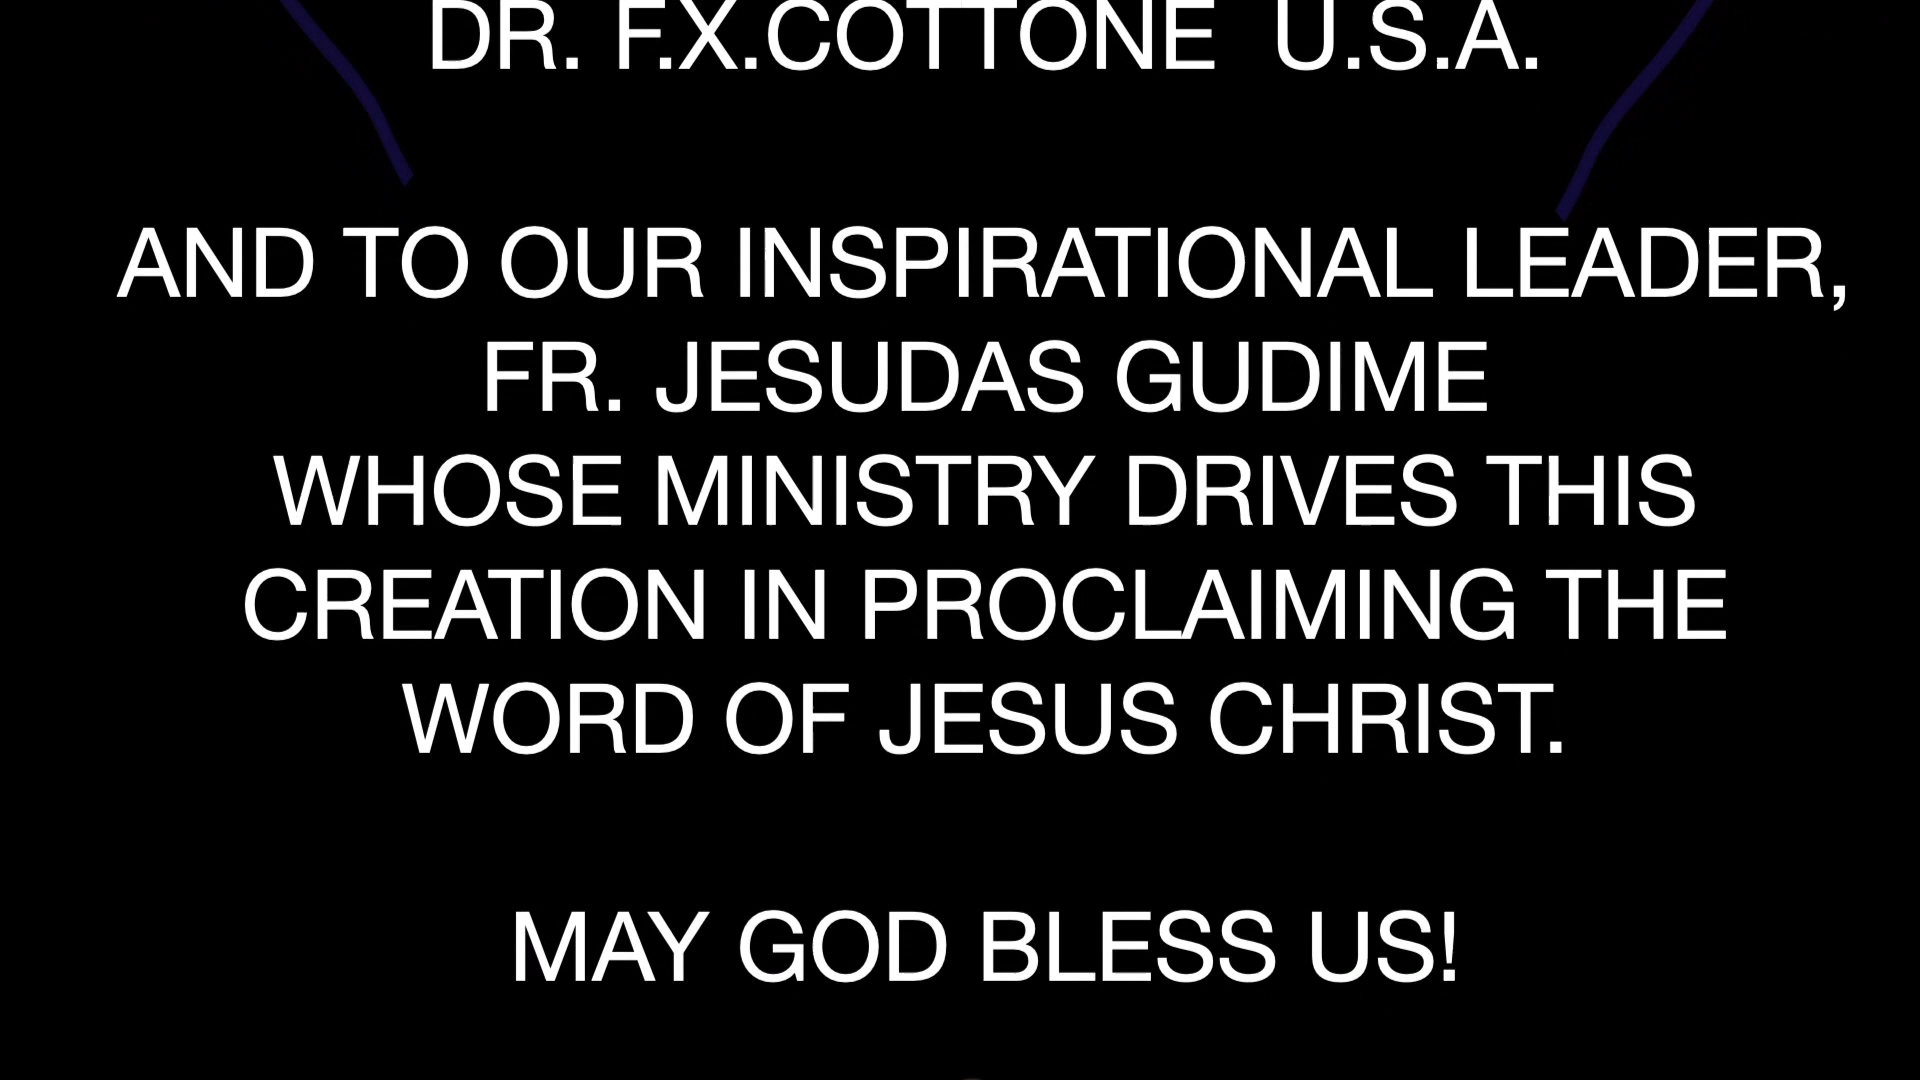 DR. F.X.COTTONE  U.S.A.
AND TO OUR INSPIRATIONAL LEADER,
FR. JESUDAS GUDIME
WHOSE MINISTRY DRIVES THIS
CREATION IN PROCLAIMING THE
WORD OF JESUS CHRIST.
MAY GOD BLESS US!